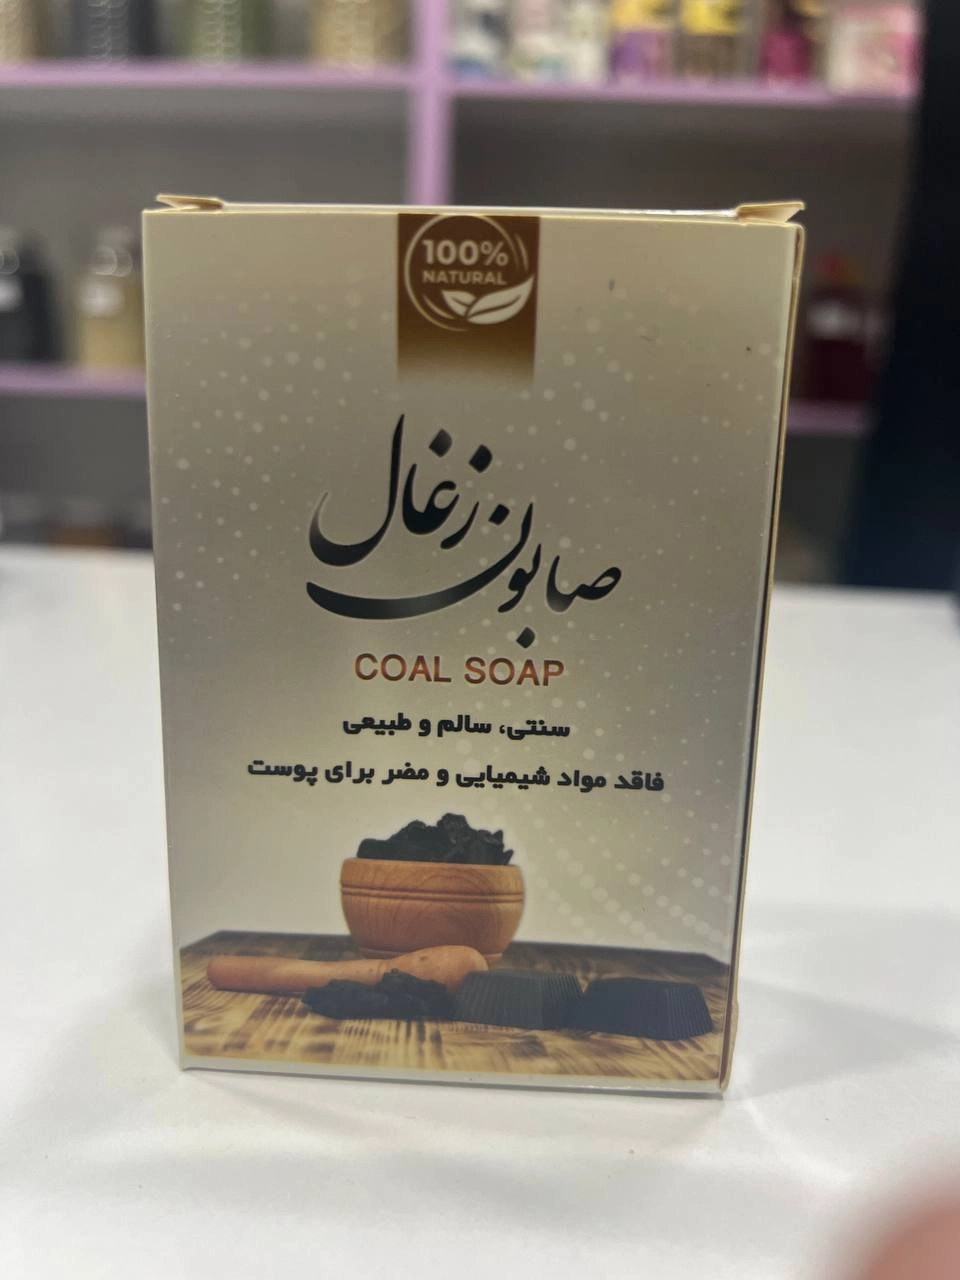 100%
NATURAL
صابون زغال
COAL SOAP
سنتی، سالم و طبیعی
فاقد مواد شیمیایی و مضر برای پوست